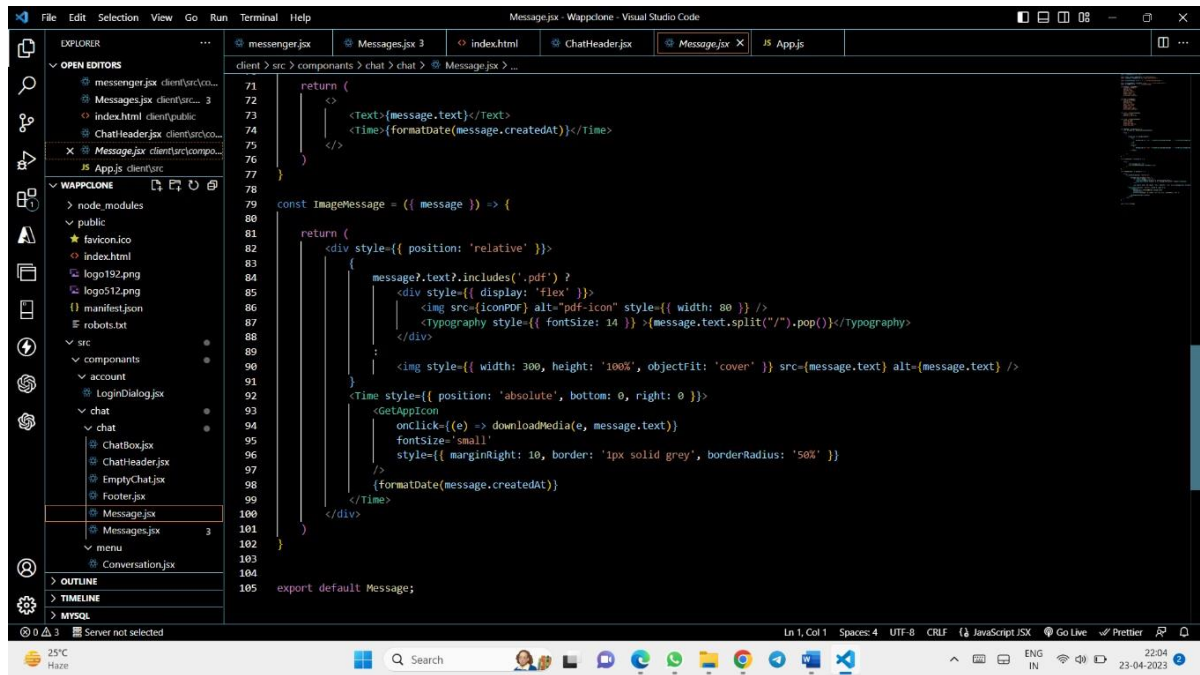 File Edit Selection View Go Run Terminal Help
Message.jsx - Wappclone - Visual Studio Code
EXPLORER
OPEN EDITORS
messenger.jsx client\src\co...
Messages.jsx client\src... 3
index.html client\public
ChatHeader.jsx client\src\co...
Message.jsx client\src\compo...
App.js client\src
WAPPCLONE
node_modules
public
favicon.ico
index.html
logo192.png
logo512.png
manifest.json
robots.txt
src
componants
account
LoginDialog.jsx
chat
chat
ChatBox.jsx
ChatHeader.jsx
EmptyChat.jsx
Footer.jsx
Message.jsx
Messages.jsx 3
menu
Conversation.jsx
OUTLINE
TIMELINE
MYSQL
messenger.jsx Messages.jsx 3 index.html ChatHeader.jsx Message.jsx App.js
client > src > componants > chat > chat > Message.jsx > ...
71 return (
72 <>
73 <Text>{message.text}</Text>
74 <Time>{formatDate(message.createdAt)}</Time>
75 </>
76 )
77 }
78
79 const ImageMessage = ({ message }) => {
80
81 return (
82 <div style={{ position: 'relative' }}>
83 {
84 message?.text?.includes('.pdf') ?
85 <div style={{ display: 'flex' }}>
86 <img src={iconPDF} alt="pdf-icon" style={{ width: 80 }} />
87 <Typography style={{ fontSize: 14 }} >{message.text.split("/").pop()}</Typography>
88 </div>
89 :
90 <img style={{ width: 300, height: '100%', objectFit: 'cover' }} src={message.text} alt={message.text} />
91 }
92 <Time style={{ position: 'absolute', bottom: 0, right: 0 }}>
93 <GetAppIcon
94 onClick={(e) => downloadMedia(e, message.text)}
95 fontSize='small'
96 style={{ marginRight: 10, border: '1px solid grey', borderRadius: '50%' }}
97 />
98 {formatDate(message.createdAt)}
99 </Time>
100 </div>
101 )
102 }
103
104
105 export default Message;
0 3 Server not selected
Ln 1, Col 1 Spaces: 4 UTF-8 CRLF JavaScript JSX Go Live Prettier
25°C
Haze
Search
ENG
IN
22:04
23-04-2023
2